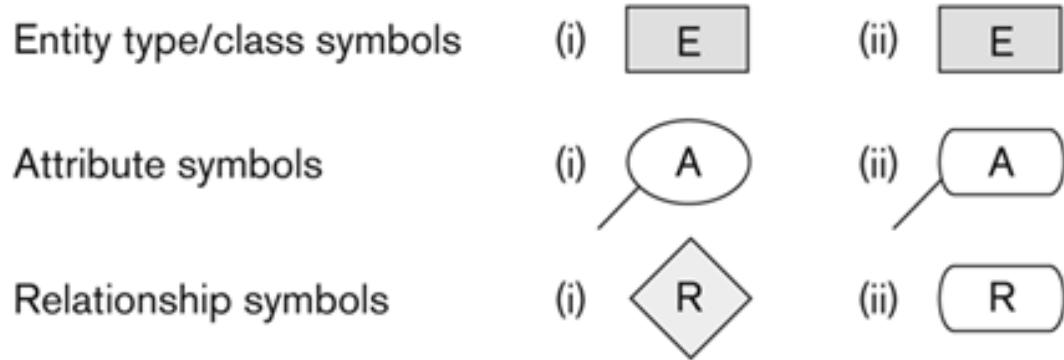 Entity type/class symbols (i) E (ii) E
Attribute symbols (i) A (ii) A
Relationship symbols (i) R (ii) R